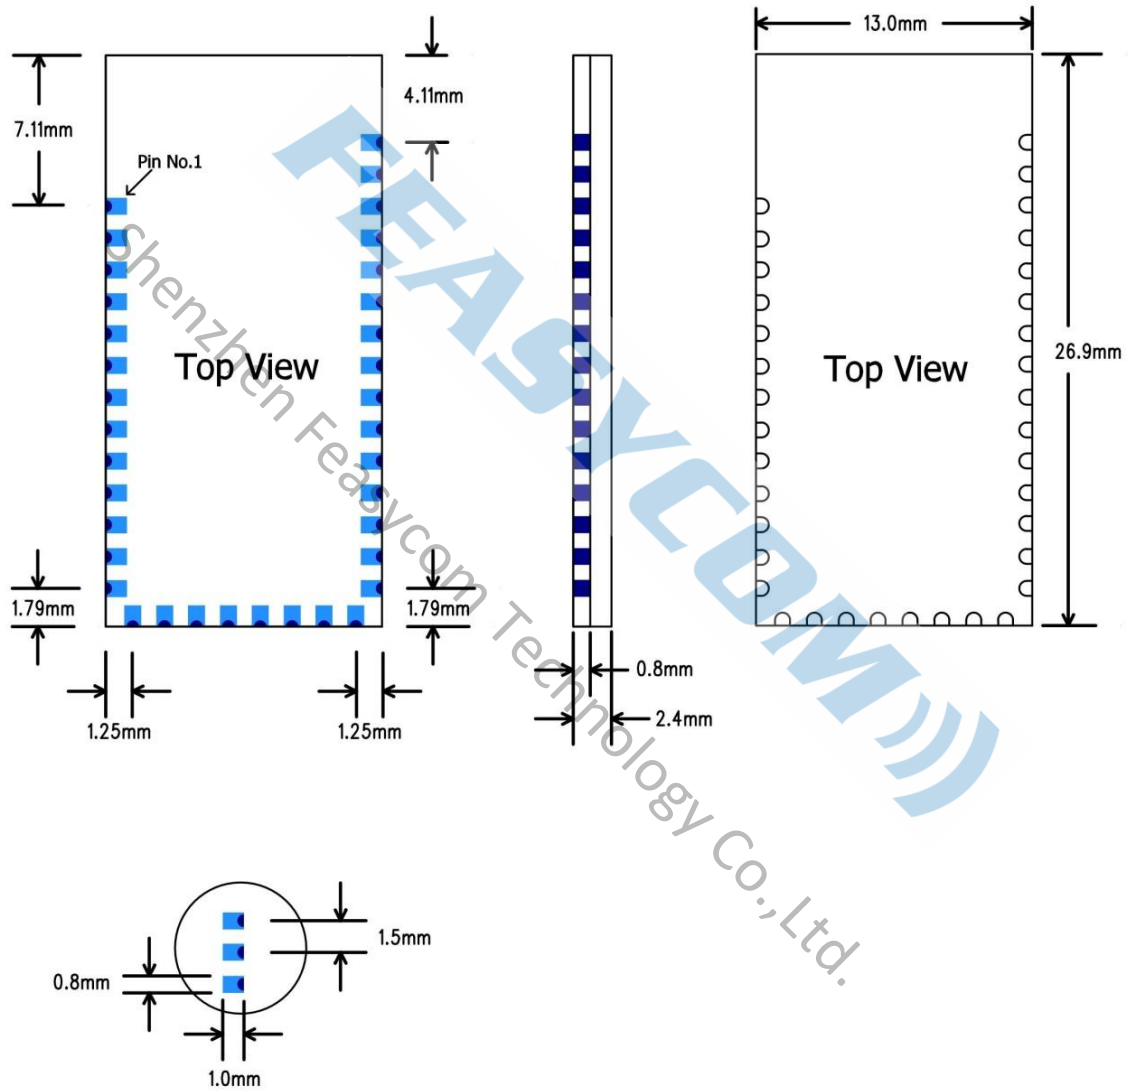 13.0mm
4.11mm
7.11mm
Pin No.1
Top View
Top View
26.9mm
1.79mm
1.79mm
0.8mm
2.4mm
1.25mm
1.25mm
1.5mm
0.8mm
1.0mm
FEASYCOM
Shenzhen Feasycom Technology Co.,Ltd.